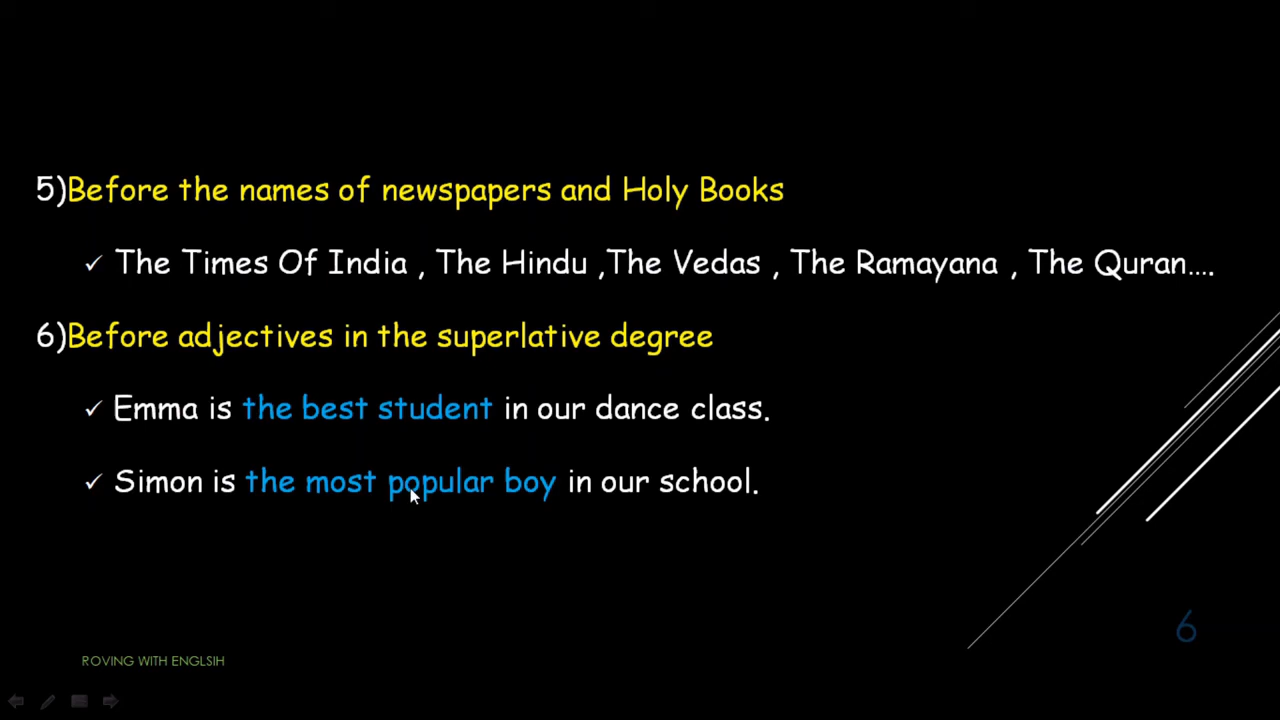 5)Before the names of newspapers and Holy Books
✓ The Times Of India , The Hindu ,The Vedas , The Ramayana , The Quran....
6)Before adjectives in the superlative degree
✓ Emma is the best student in our dance class.
✓ Simon is the most popular boy in our school.
6
ROVING WITH ENGLSIH